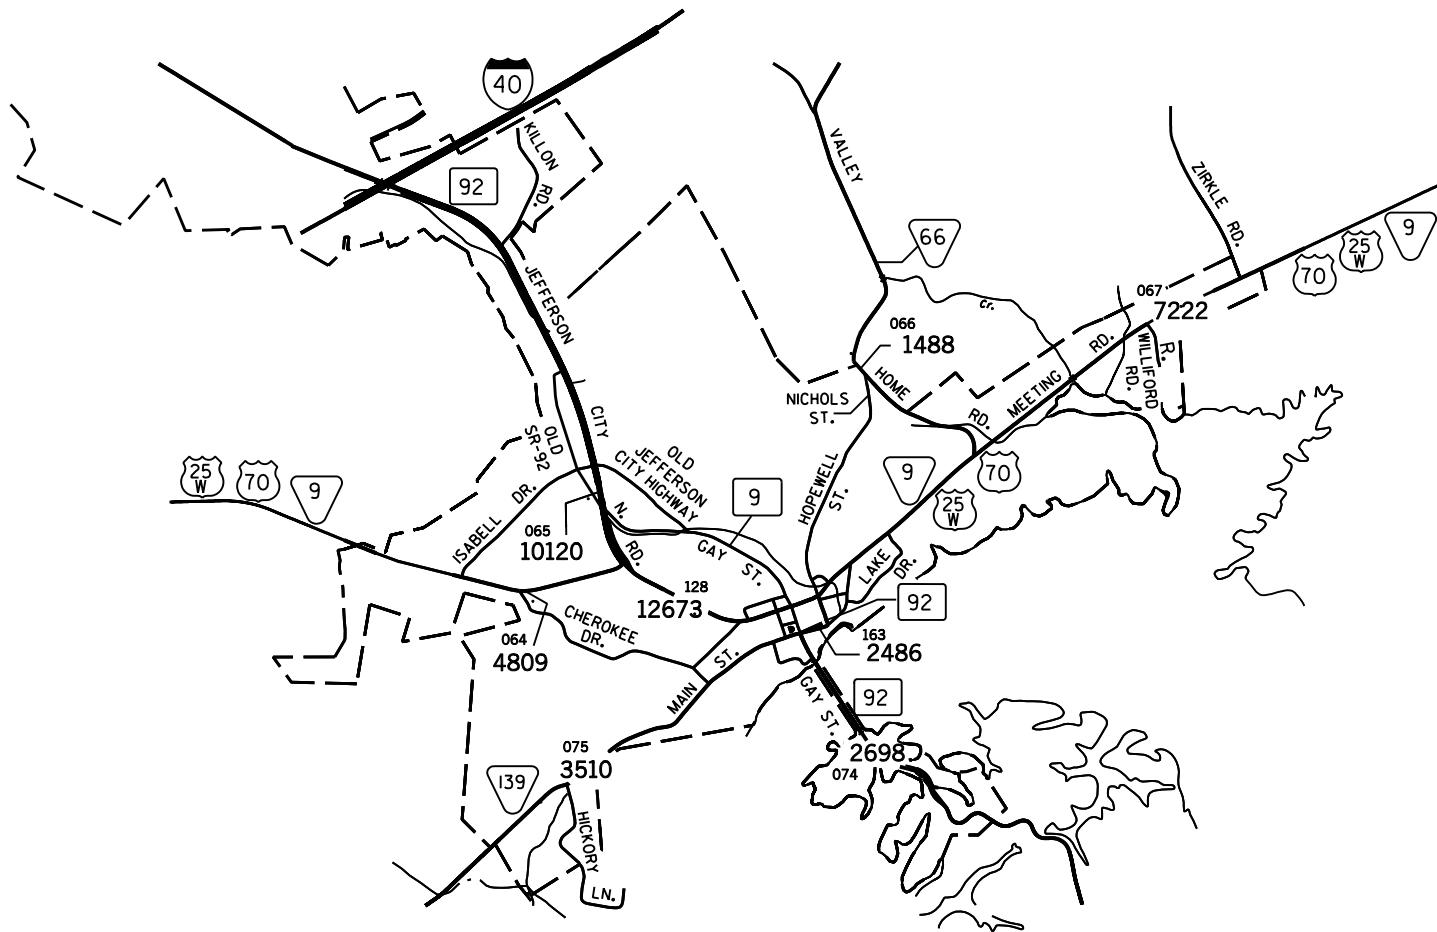 40
KILLON
RD.
92
VALLEY
ZIRKLE RD.
66
9
25
W
70
JEFFERSON
CITY
cr.
067
7222
066
1488
RD.
WILLIFORD
RD.
R.
HOME
RD.
MEETING
NICHOLS
ST.
OLD
SR-92
OLD
JEFFERSON
CITY HIGHWAY
HOPEWELL
ST.
9
70
25
W
25
W
70
9
ISABELL DR.
9
N.
GAY
ST.
RD.
065
10120
LAKE
DR.
128
12673
92
064
4809
CHEROKEE
DR.
163
2486
MAIN
ST.
GAY ST.
92
2698
074
075
3510
139
HICKORY
LN.